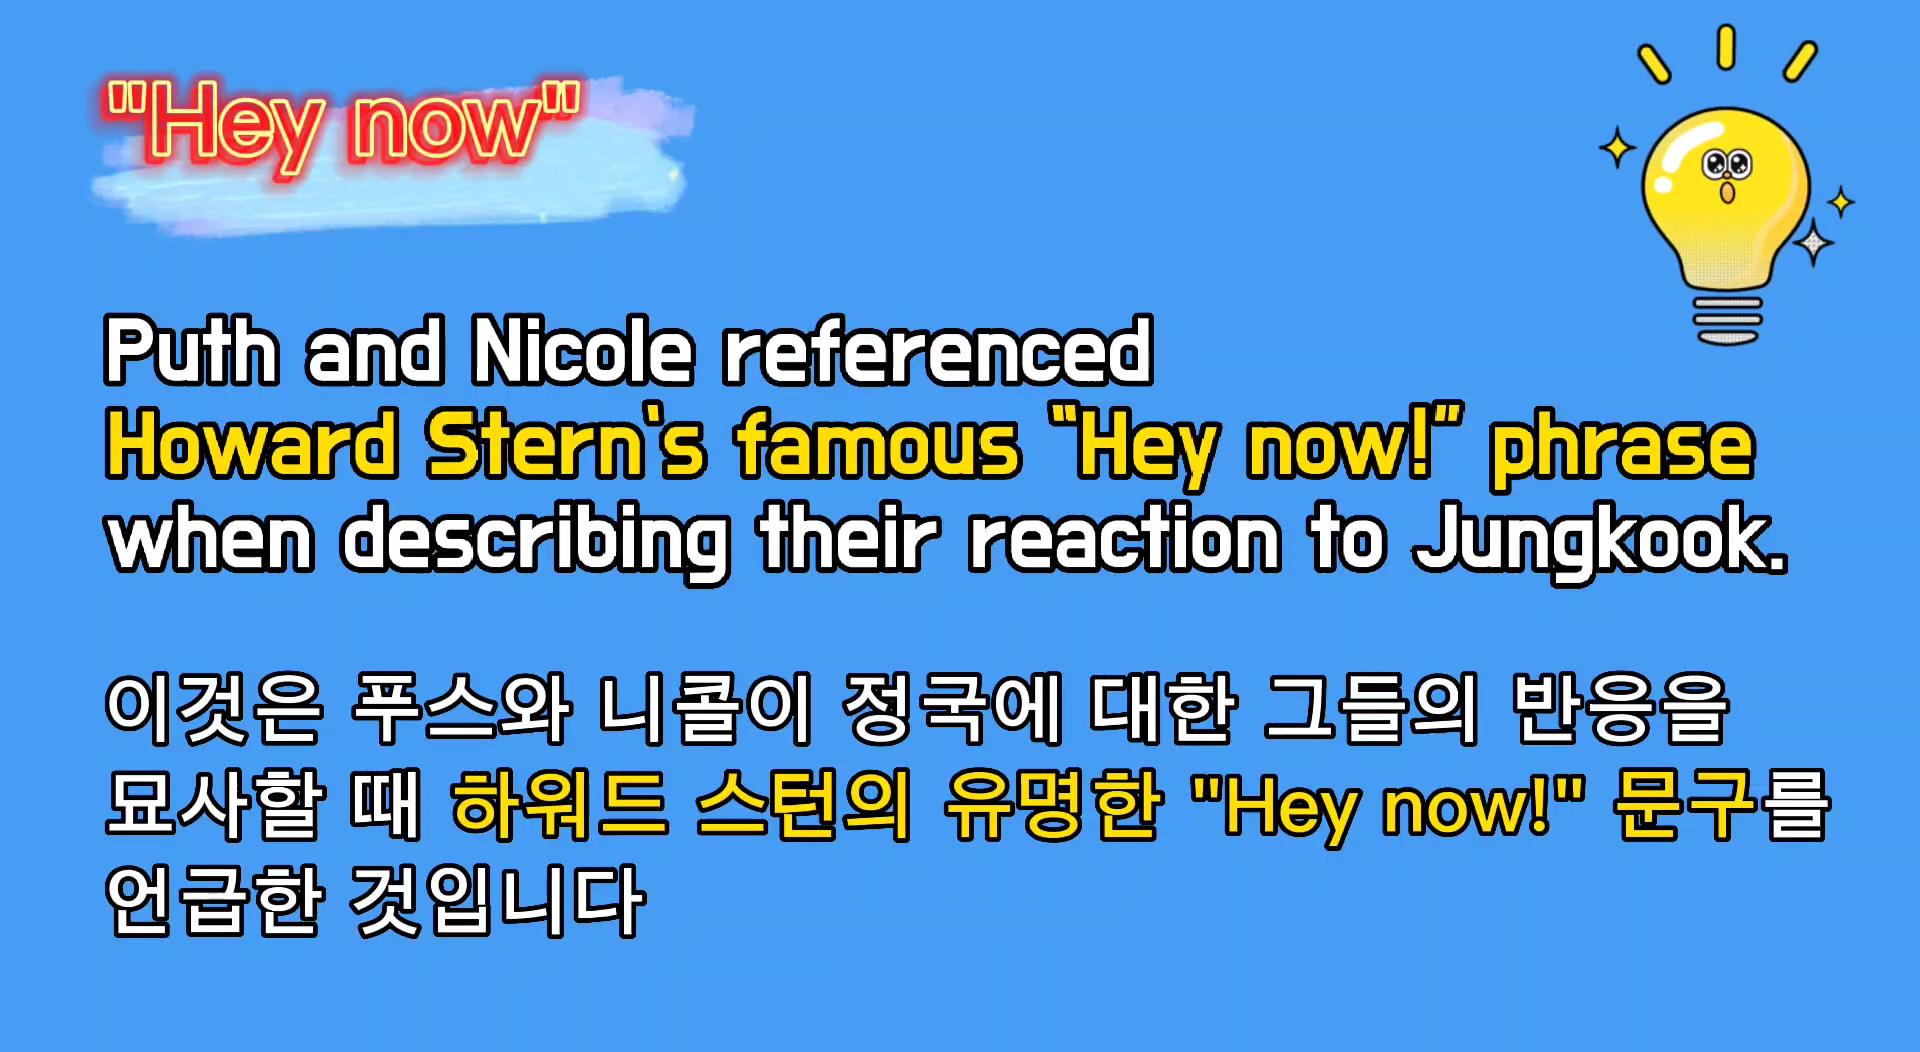 "Hey now"
Puth and Nicole referenced
Howard Stern‘s famous “Hey now!” phrase
when describing their reaction to Jungkook.
이것은 푸스와 니콜이 정국에 대한 그들의 반응을
묘사할 때 하워드 스턴의 유명한 "Hey now!" 문구를
언급한 것입니다